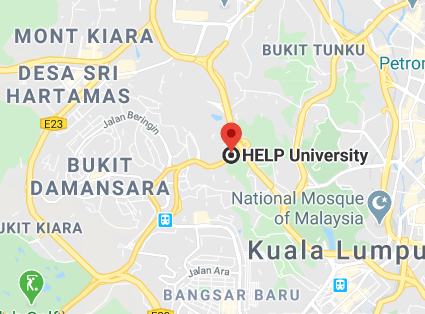 MONT KIARA
BUKIT TUNKU
DESA SRI
HARTAMAS
Petron
E23
Jalan Beringin
HELP University
BUKIT
DAMANSARA
National Mosque
of Malaysia
UKIT KIARA
Kuala Lumpu
Jalan Ara
BANGSAR BARU